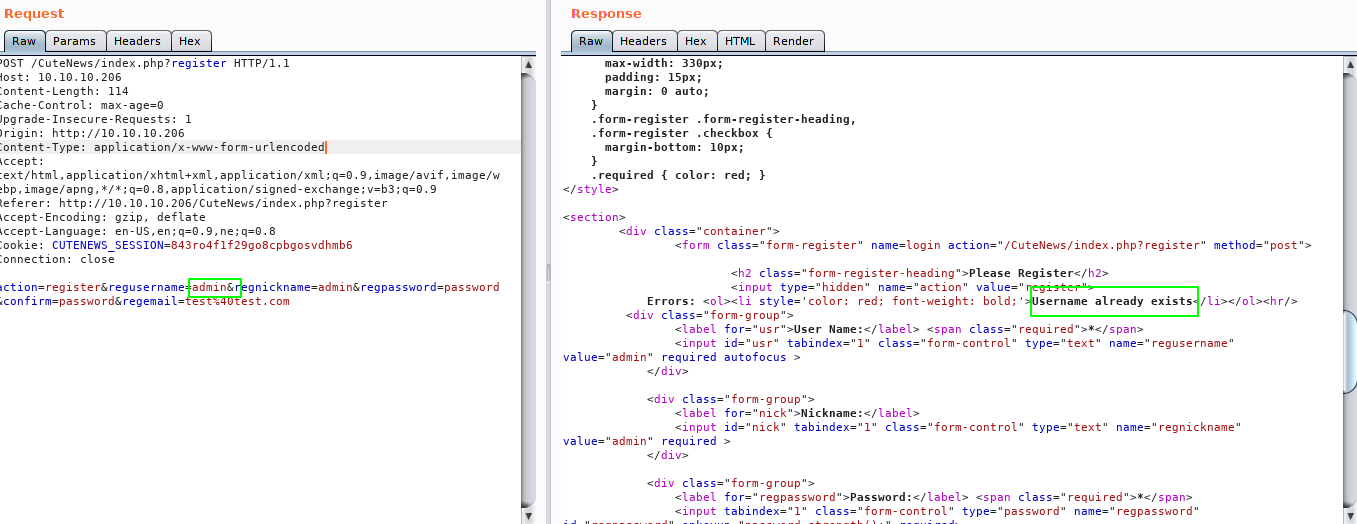 Request
Raw Params Headers Hex
POST /CuteNews/index.php?register HTTP/1.1
Host: 10.10.10.206
Content-Length: 114
Cache-Control: max-age=0
Upgrade-Insecure-Requests: 1
Origin: http://10.10.10.206
Content-Type: application/x-www-form-urlencoded
Accept:
text/html,application/xhtml+xml,application/xml;q=0.9,image/avif,image/w
ebp,image/apng,*/*;q=0.8,application/signed-exchange;v=b3;q=0.9
Referer: http://10.10.10.206/CuteNews/index.php?register
Accept-Encoding: gzip, deflate
Accept-Language: en-US,en;q=0.9,ne;q=0.8
Cookie: CUTENEWS_SESSION=843ro4f1f29go8cpbgosvdhmb6
Connection: close
action=register&regusername=admin&regnickname=admin&regpassword=password
&confirm=password&regemail=test%40test.com
Response
Raw Headers Hex HTML Render
max-width: 330px;
padding: 15px;
margin: 0 auto;
}
.form-register .form-register-heading,
.form-register .checkbox {
margin-bottom: 10px;
}
.required { color: red; }
</style>
<section>
<div class="container">
<form class="form-register" name=login action="/CuteNews/index.php?register" method="post">
<h2 class="form-register-heading">Please Register</h2>
<input type="hidden" name="action" value="register">
Errors: <ol><li style='color: red; font-weight: bold;'>Username already exists</li></ol><hr/>
<div class="form-group">
<label for="usr">User Name:</label> <span class="required">*</span>
<input id="usr" tabindex="1" class="form-control" type="text" name="regusername"
value="admin" required autofocus >
</div>
<div class="form-group">
<label for="nick">Nickname:</label>
<input id="nick" tabindex="1" class="form-control" type="text" name="regnickname"
value="admin" required >
</div>
<div class="form-group">
<label for="regpassword">Password:</label> <span class="required">*</span>
<input tabindex="1" class="form-control" type="password" name="regpassword"